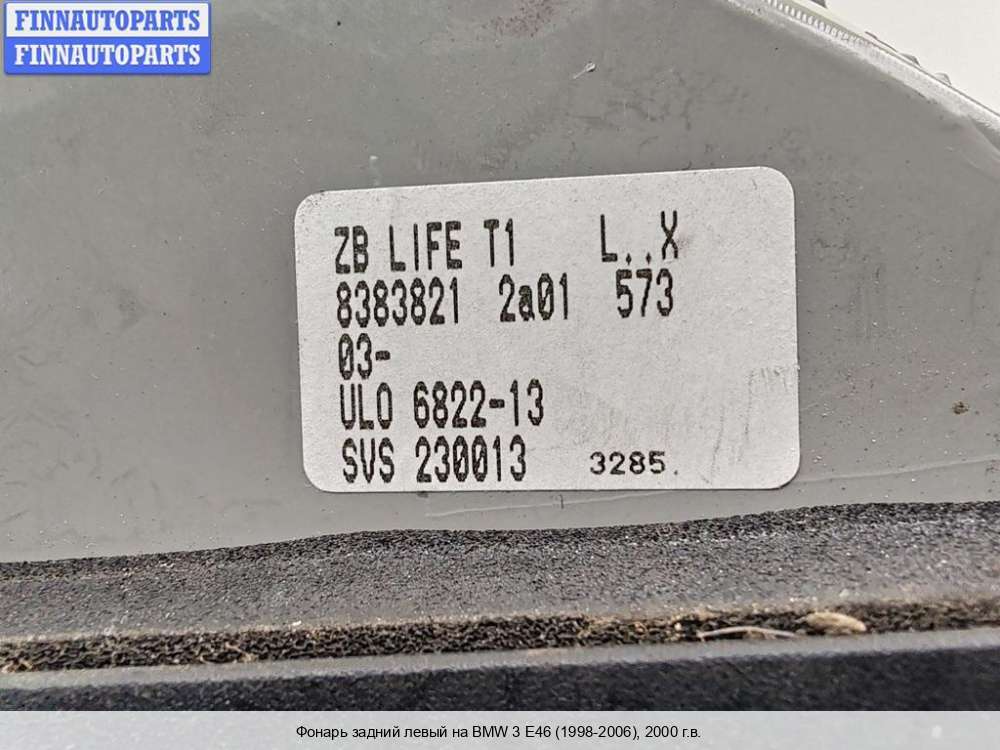 FINNAUTOPARTS
FINNAUTOPARTS
ZB LIFE T1 L..X
8383821 2a01 573
03-
ULO 6822-13
SVS 230013 3285.
Фонарь задний левый на BMW 3 E46 (1998-2006), 2000 г.в.